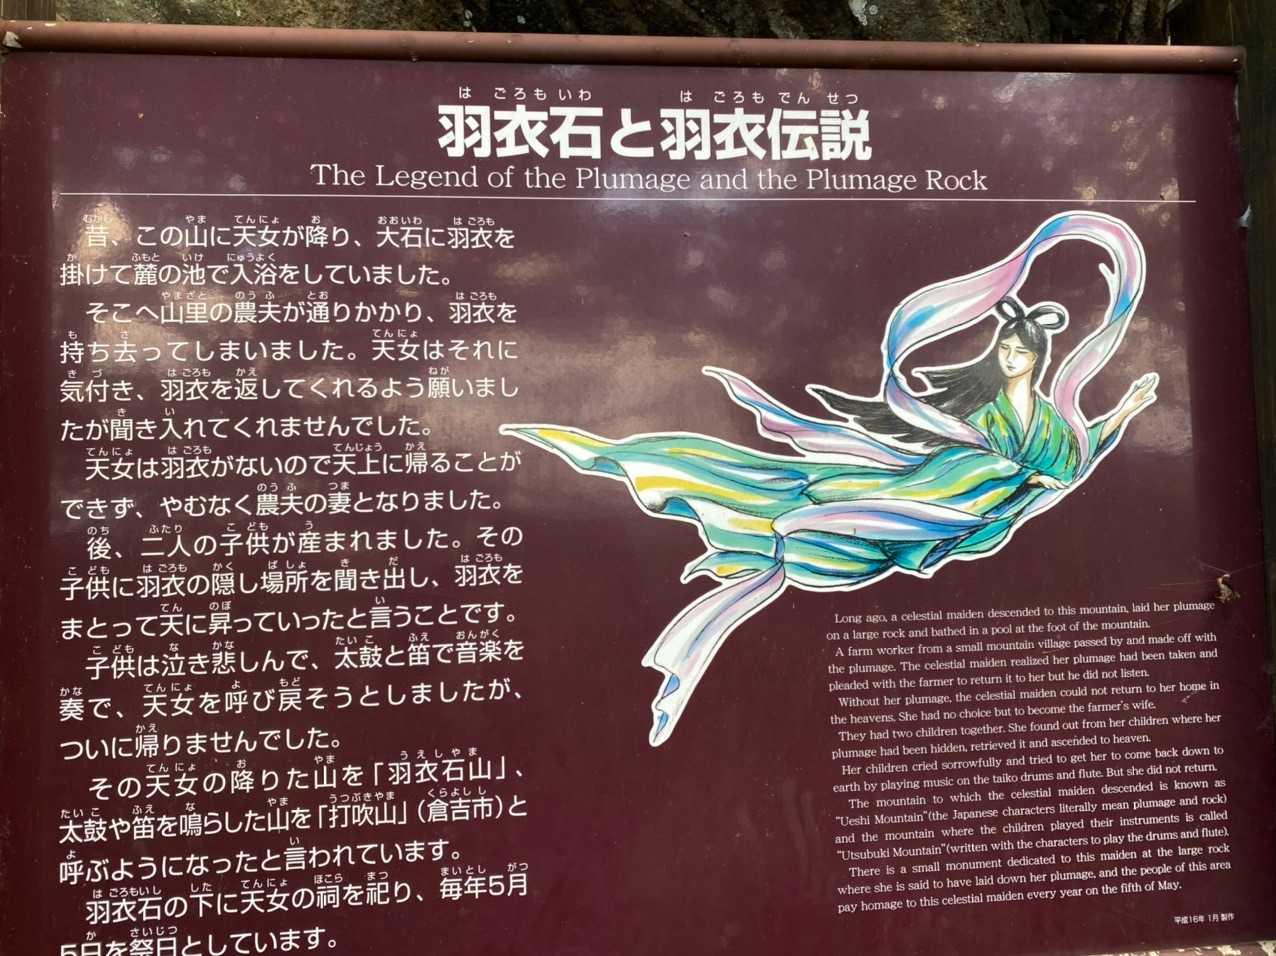 羽衣石と羽衣伝説
The Legend of the Plumage and the Plumage Rock
昔、この山に天女が降り、大石に羽衣を
掛けて麓の池で入浴をしていました。
そこへ山里の農夫が通りかかり、羽衣を
持ち去ってしまいました。天女はそれに
気付き、羽衣を返してくれるよう願いまし
たが聞き入れてくれませんでした。
天女は羽衣がないので天上に帰ることが
できず、やむなく農夫の妻となりました。
後、二人の子供が産まれました。その
子供に羽衣の隠し場所を聞き出し、羽衣を
まとって天に昇っていったと言うことです。
子供は泣き悲しんで、太鼓と笛で音楽を
奏で、天女を呼び戻そうとしましたが、
ついに帰りませんでした。
その天女の降りた山を「羽衣石山」、
太鼓や笛を鳴らした山を「打吹山」（倉吉市）と
呼ぶようになったと言われています。
羽衣石の下に天女の祠を祀り、毎年5月
5日を祭日としています。
Long ago, a celestial maiden descended to this mountain, laid her plumage
on a large rock and bathed in a pool at the foot of the mountain.
A farm worker from a small mountain village passed by and made off with
the plumage. The celestial maiden realized her plumage had been taken and
pleaded with the farmer to return it to her but he did not listen.
Without her plumage, the celestial maiden could not return to her home in
the heavens. She had no choice but to become the farmer's wife.
They had two children together. She found out from her children where her
plumage had been hidden, retrieved it and ascended to heaven.
Her children cried sorrowfully and tried to get her to come back down to
earth by playing music on the taiko drums and flute. But she did not return.
The mountain to which the celestial maiden descended is known as
"Ueshi Mountain"(the Japanese characters literally mean plumage and rock)
and the mountain where the children played their instruments is called
"Utsubuki Mountain"(written with the characters to play the drums and flute).
There is a small monument dedicated to this maiden at the large rock
where she is said to have laid down her plumage, and the people of this area
pay homage to this celestial maiden every year on the fifth of May.
平成16年 1月 製作